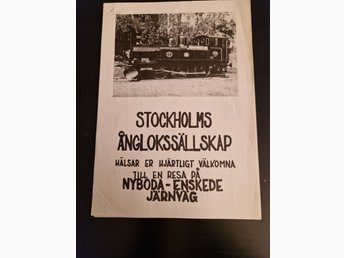 STOCKHOLMS
ÅNGLOKSSÄLLSKAP
HÄLSAR ER HJÄRTLIGT VÄLKOMNA
TILL EN RESA PÅ
NYBODA-ENSKEDE
JÄRNVÄG